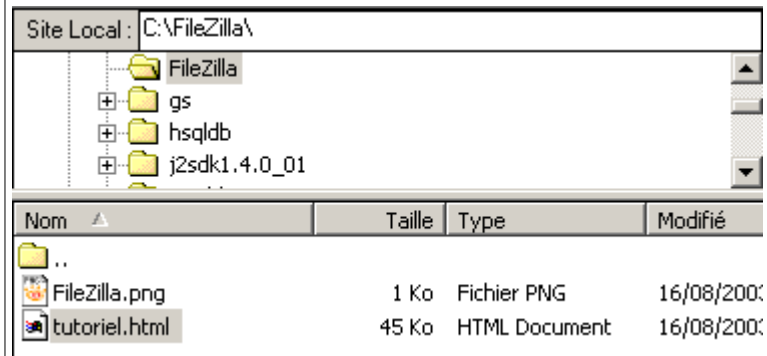 Site Local : C:\FileZilla\
FileZilla
gs
hsqldb
j2sdk1.4.0_01
Nom Taille Type Modifié
..
FileZilla.png 1 Ko Fichier PNG 16/08/2003
tutoriel.html 45 Ko HTML Document 16/08/2003